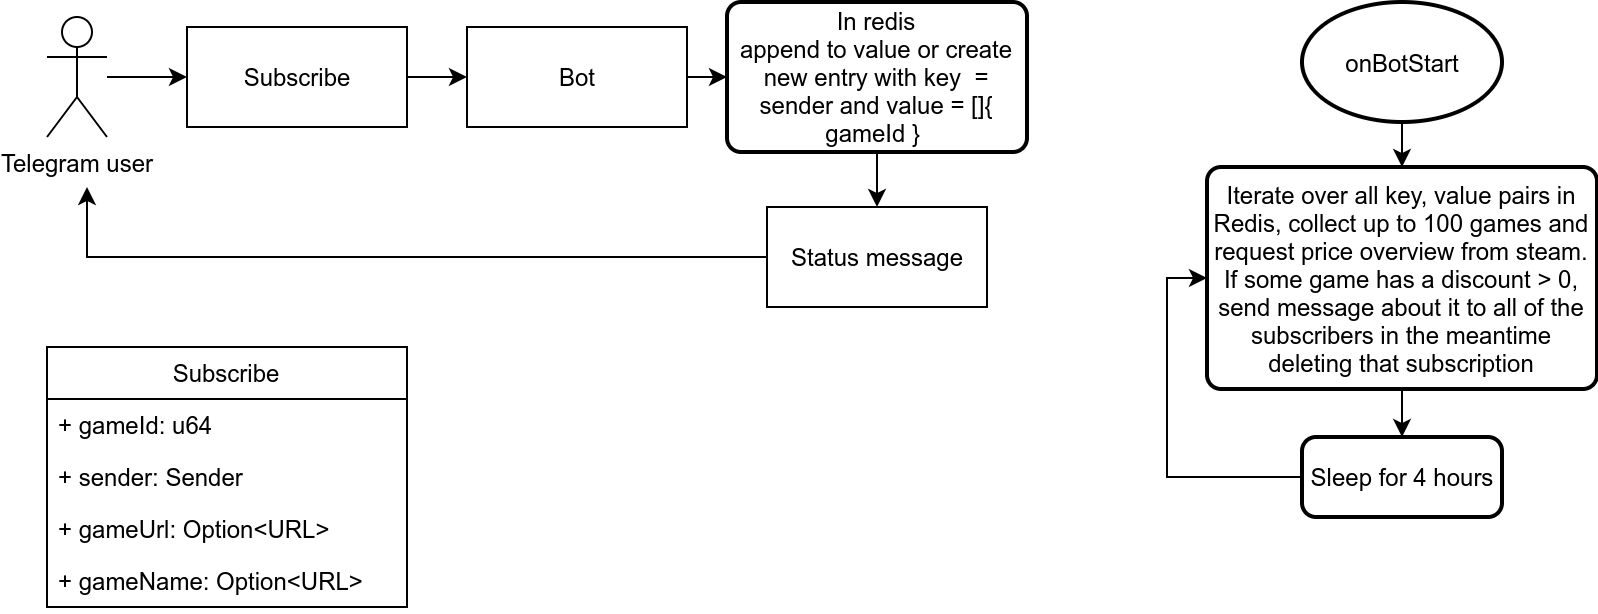 Telegram user
Subscribe
Bot
In redis
append to value or create
new entry with key  =
sender and value = []{
gameId }
Status message
Subscribe
+ gameId: u64
+ sender: Sender
+ gameUrl: Option<URL>
+ gameName: Option<URL>
onBotStart
Iterate over all key, value pairs in
Redis, collect up to 100 games and
request price overview from steam.
If some game has a discount > 0,
send message about it to all of the
subscribers in the meantime
deleting that subscription
Sleep for 4 hours